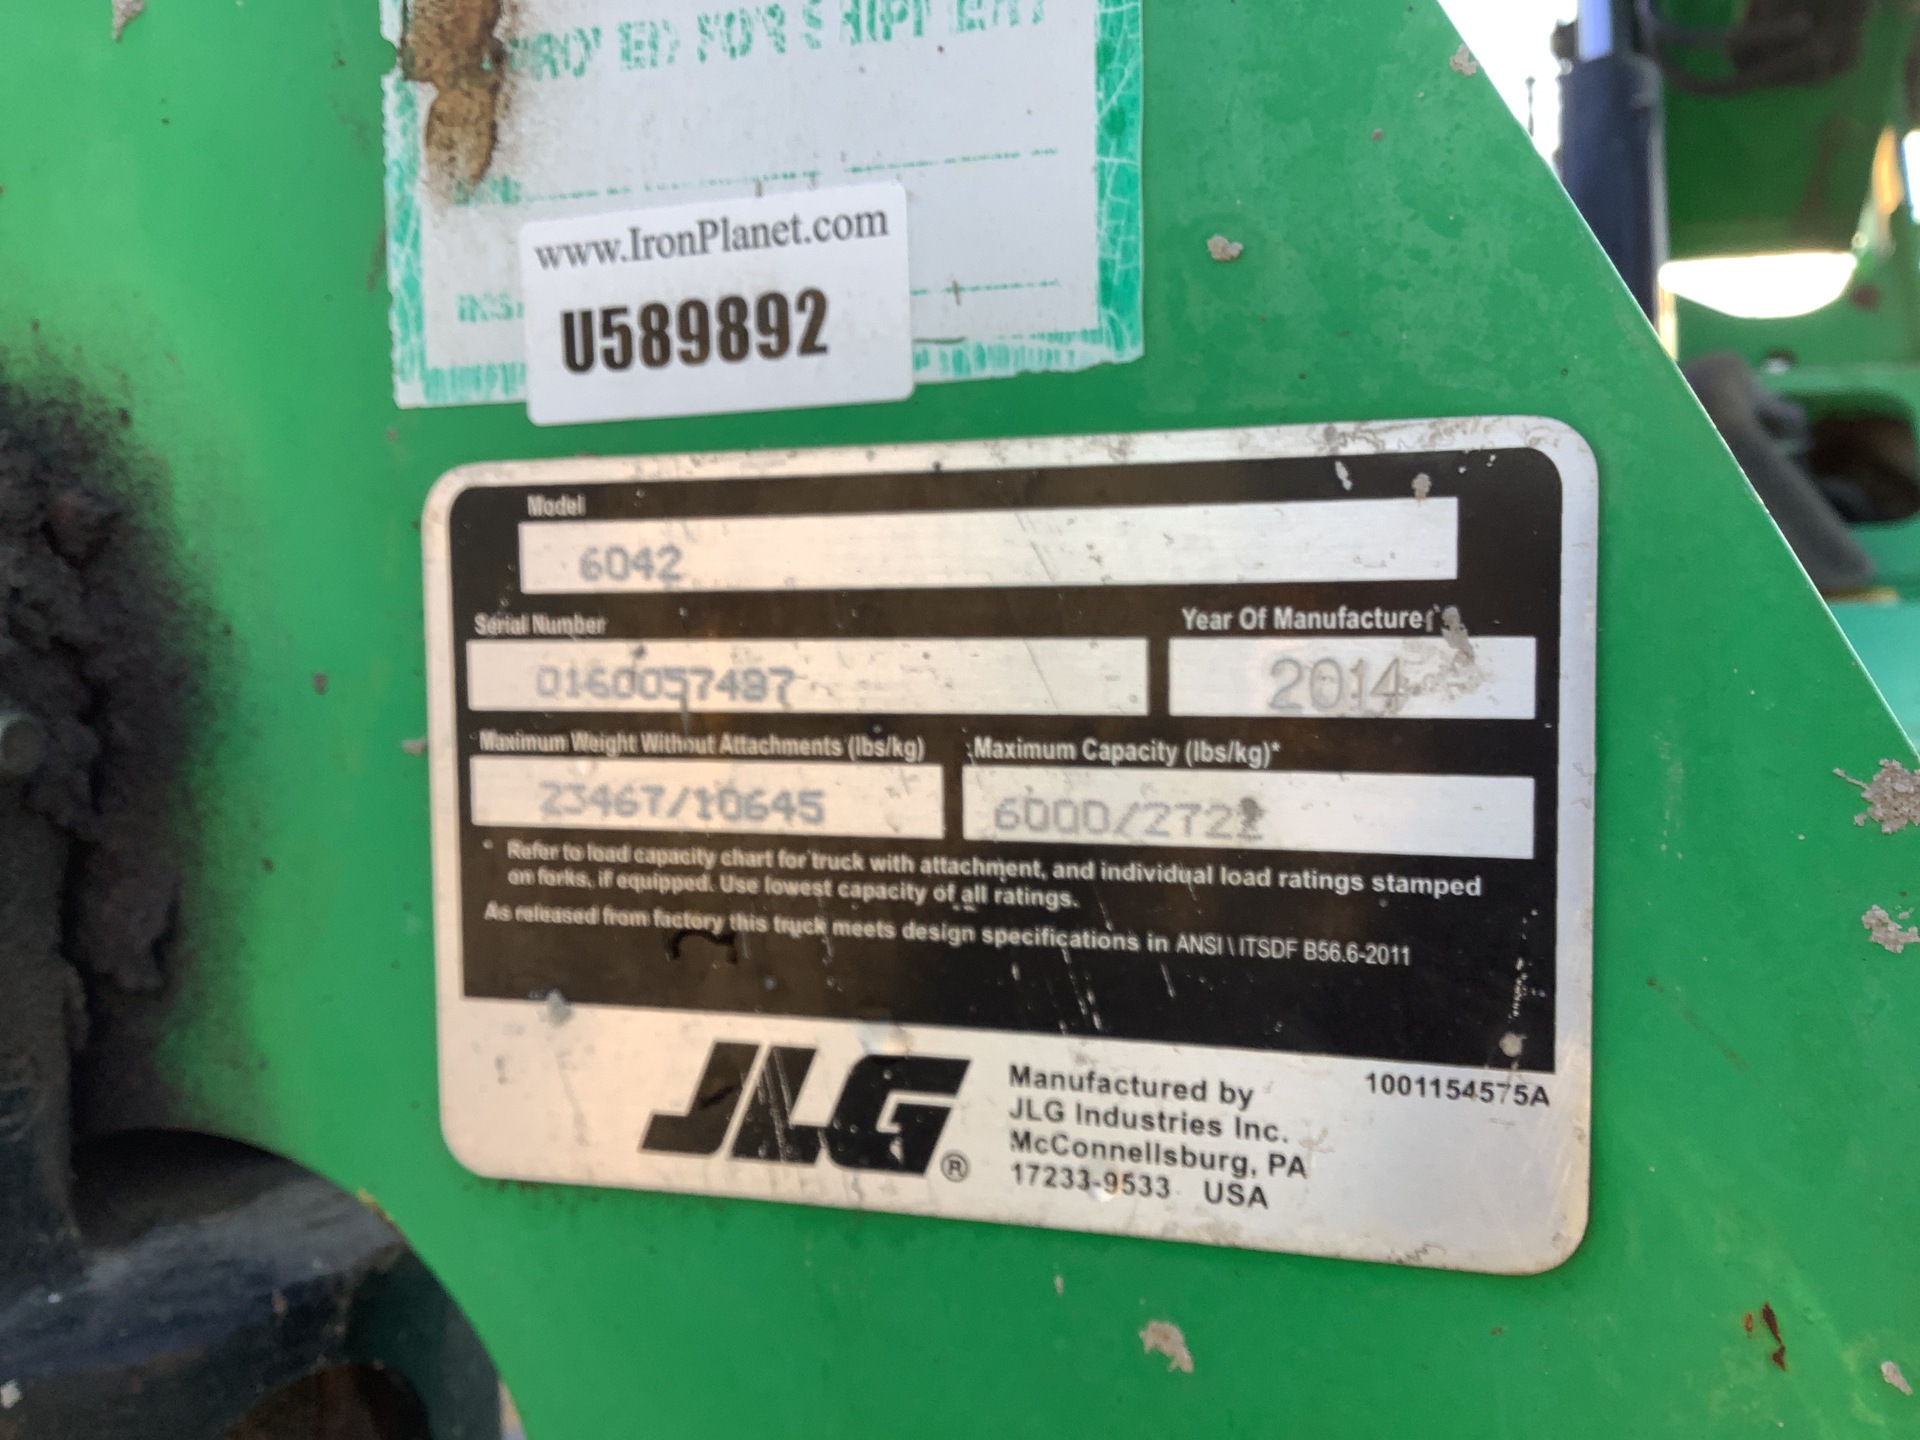 www.IronPlanet.com
U589892
Model
6042
Serial Number
0160057487
Year Of Manufacture
2014
Maximum Weight Without Attachments (lbs/kg)
23467/10645
Maximum Capacity (lbs/kg)*
6000/2722
* Refer to load capacity chart for truck with attachment, and individual load ratings stamped
on forks, if equipped. Use lowest capacity of all ratings.
As released from factory this truck meets design specifications in ANSI \ ITSDF B56.6-2011
JLG ®
Manufactured by
JLG Industries Inc.
McConnellsburg, PA
17233-9533 USA
1001154575A